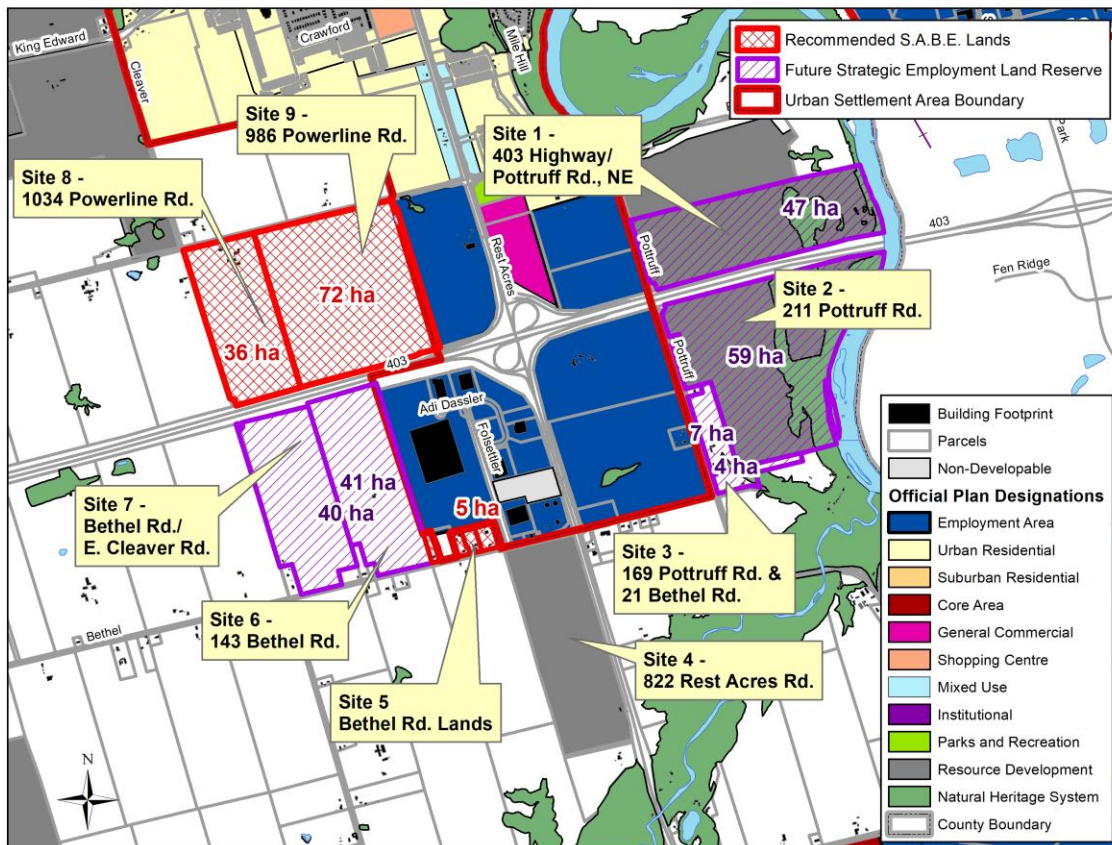 King Edward
Crawford
Cleaver
Mile Hill
Park
Recommended S.A.B.E. Lands
Future Strategic Employment Land Reserve
Urban Settlement Area Boundary
Site 9 -
986 Powerline Rd.
Site 1 -
403 Highway/
Pottruff Rd., NE
Site 8 -
1034 Powerline Rd.
47 ha
403
Rest Acres
Pottruff
Fen Ridge
72 ha
Site 2 -
211 Pottruff Rd.
36 ha
403
Pottruff
59 ha
Adi Dassler
Folsettler
7 ha
4 ha
41 ha
40 ha
5 ha
Site 7 -
Bethel Rd./
E. Cleaver Rd.
Site 3 -
169 Pottruff Rd. &
21 Bethel Rd.
Bethel
Site 6 -
143 Bethel Rd.
Site 4 -
822 Rest Acres Rd.
Site 5
Bethel Rd. Lands
N
Building Footprint
Parcels
Non-Developable
Official Plan Designations
Employment Area
Urban Residential
Suburban Residential
Core Area
General Commercial
Shopping Centre
Mixed Use
Institutional
Parks and Recreation
Resource Development
Natural Heritage System
County Boundary